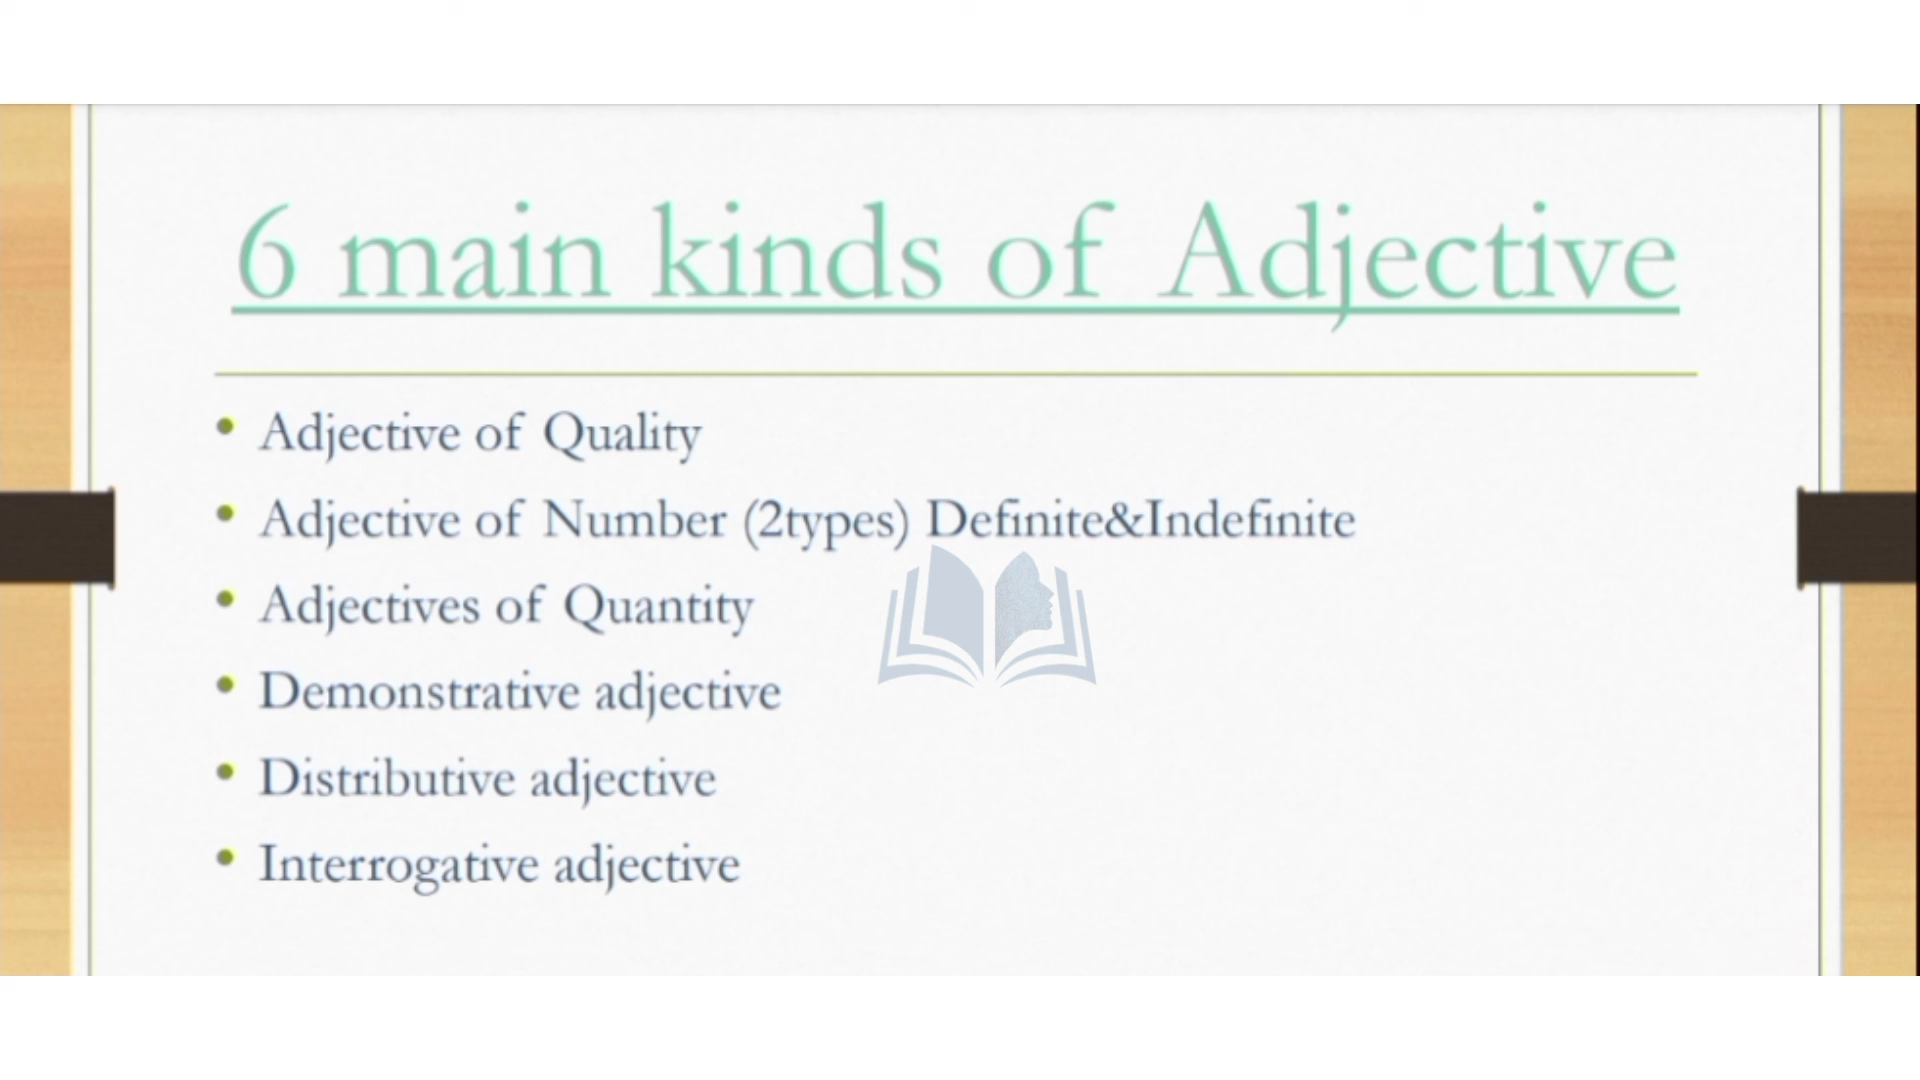 6 main kinds of Adjective
• Adjective of Quality
• Adjective of Number (2types) Definite&Indefinite
• Adjectives of Quantity
• Demonstrative adjective
• Distributive adjective
• Interrogative adjective